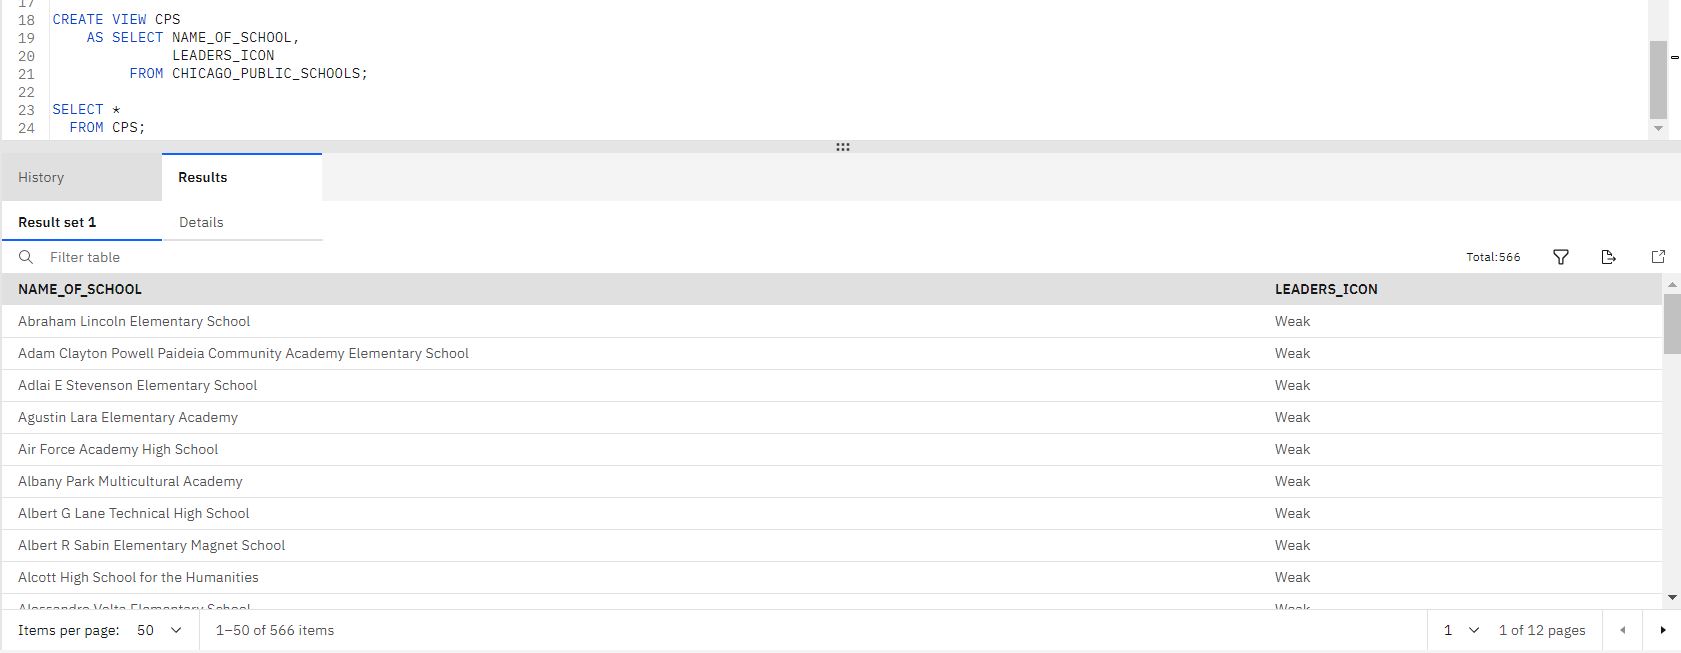 17
18 CREATE VIEW CPS
19 AS SELECT NAME_OF_SCHOOL,
20 LEADERS_ICON
21 FROM CHICAGO_PUBLIC_SCHOOLS;
22
23 SELECT *
24 FROM CPS;
History Results
Result set 1 Details
Filter table Total:566
NAME_OF_SCHOOL LEADERS_ICON
Abraham Lincoln Elementary School Weak
Adam Clayton Powell Paideia Community Academy Elementary School Weak
Adlai E Stevenson Elementary School Weak
Agustin Lara Elementary Academy Weak
Air Force Academy High School Weak
Albany Park Multicultural Academy Weak
Albert G Lane Technical High School Weak
Albert R Sabin Elementary Magnet School Weak
Alcott High School for the Humanities Weak
Alessandro Volta Elementary School Weak
Items per page: 50 1–50 of 566 items 1 1 of 12 pages